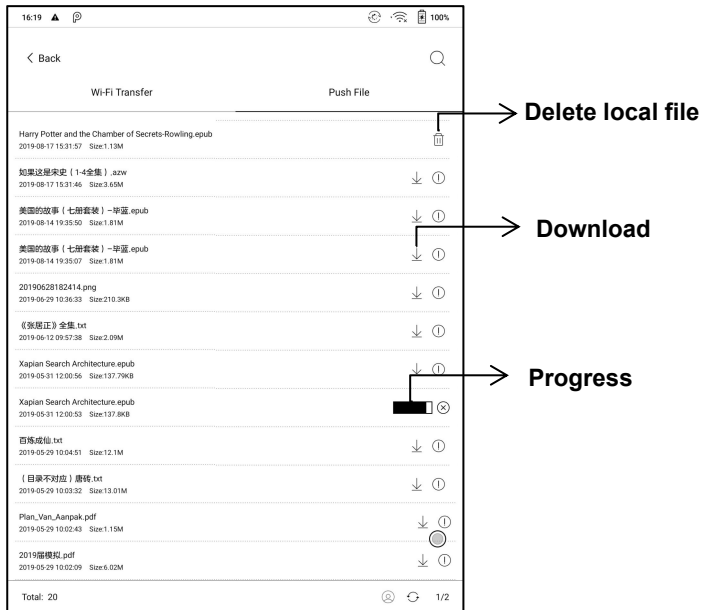 16:19 100%
Back
Wi-Fi Transfer Push File
Delete local file
Harry Potter and the Chamber of Secrets-Rowling.epub
2019-08-17 15:31:57 Size:1.13M
如果这是宋史（1-4全集）.azw
2019-08-17 15:31:46 Size:3.65M
美国的故事（七册套装）-毕蓝.epub
2019-08-14 19:35:50 Size:1.81M
Download
美国的故事（七册套装）-毕蓝.epub
2019-08-14 19:35:07 Size:1.81M
20190628182414.png
2019-06-29 10:36:33 Size:210.3KB
《张居正》全集.txt
2019-06-12 09:57:38 Size:2.09M
Xapian Search Architecture.epub
2019-05-31 12:00:56 Size:137.79KB
Progress
Xapian Search Architecture.epub
2019-05-31 12:00:53 Size:137.8KB
百炼成仙.txt
2019-05-29 10:04:51 Size:12.1M
（目录不对应）唐砖.txt
2019-05-29 10:03:32 Size:13.01M
Plan_Van_Aanpak.pdf
2019-05-29 10:02:43 Size:1.15M
2019届模拟.pdf
2019-05-29 10:02:09 Size:6.02M
Total: 20 1/2